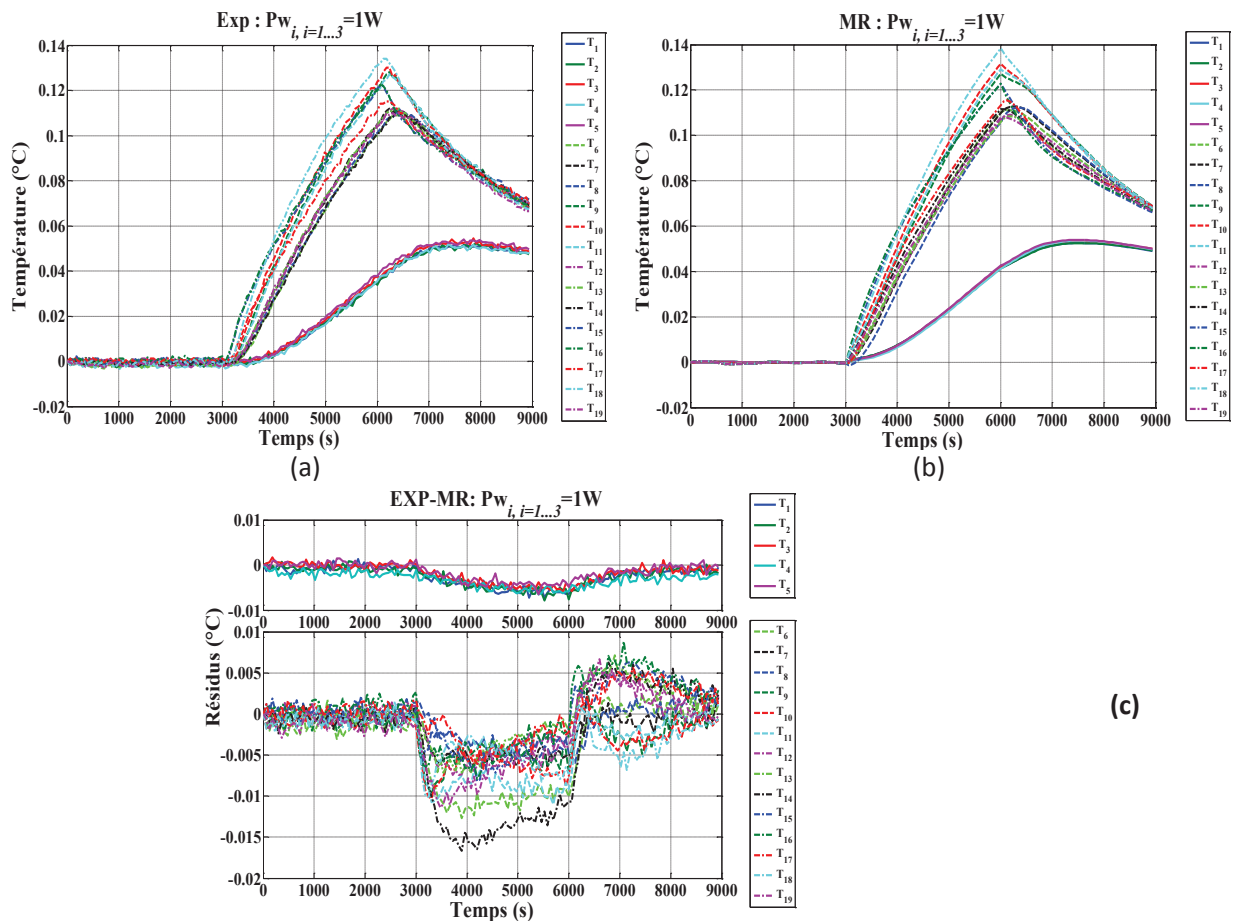 Exp : Pw i, i=1...3 =1W
0.14
0.12
0.1
0.08
0.06
0.04
0.02
0
-0.02
Température (°C)
0 1000 2000 3000 4000 5000 6000 7000 8000 9000
Temps (s)
T1
T2
T3
T4
T5
T6
T7
T8
T9
T10
T11
T12
T13
T14
T15
T16
T17
T18
T19
(a)
MR : Pw i, i=1...3 =1W
0.14
0.12
0.1
0.08
0.06
0.04
0.02
0
-0.02
Température (°C)
0 1000 2000 3000 4000 5000 6000 7000 8000 9000
Temps (s)
T1
T2
T3
T4
T5
T6
T7
T8
T9
T10
T11
T12
T13
T14
T15
T16
T17
T18
T19
(b)
EXP-MR: Pw i, i=1...3 =1W
0.01
0
-0.01
0 1000 2000 3000 4000 5000 6000 7000 8000 9000
T1
T2
T3
T4
T5
Résidus (°C)
0.01
0.005
0
-0.005
-0.01
-0.015
-0.02
0 1000 2000 3000 4000 5000 6000 7000 8000 9000
Temps (s)
T6
T7
T8
T9
T10
T11
T12
T13
T14
T15
T16
T17
T18
T19
(c)